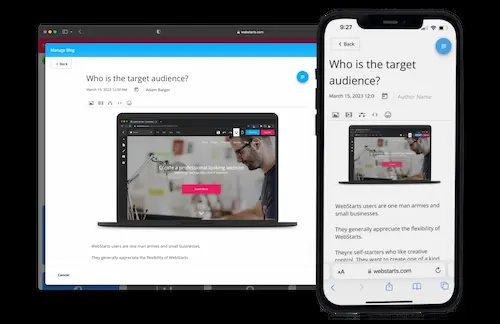 webstarts.com
Manage Blog
< Back
Who is the target audience?
March 15, 2023 12:00 AM
Adam Barger
Create a professional looking website
WebStarts users are one man armies and small businesses.
They generally appreciate the flexibility of WebStarts
Cancel
9:27
< Back
Who is the target
audience?
March 15, 2023 12:0
Author Name
WebStarts users are one man armies and
small businesses.
They generally appreciate the flexibility of
WebStarts.
Theyre self-starters who like creative
control. They want to create one of a kind
AA
webstarts.com